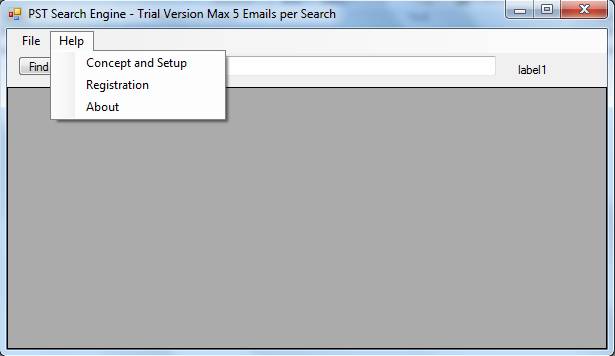 PST Search Engine - Trial Version Max 5 Emails per Search
File Help
Concept and Setup
Find
label1
Registration
About